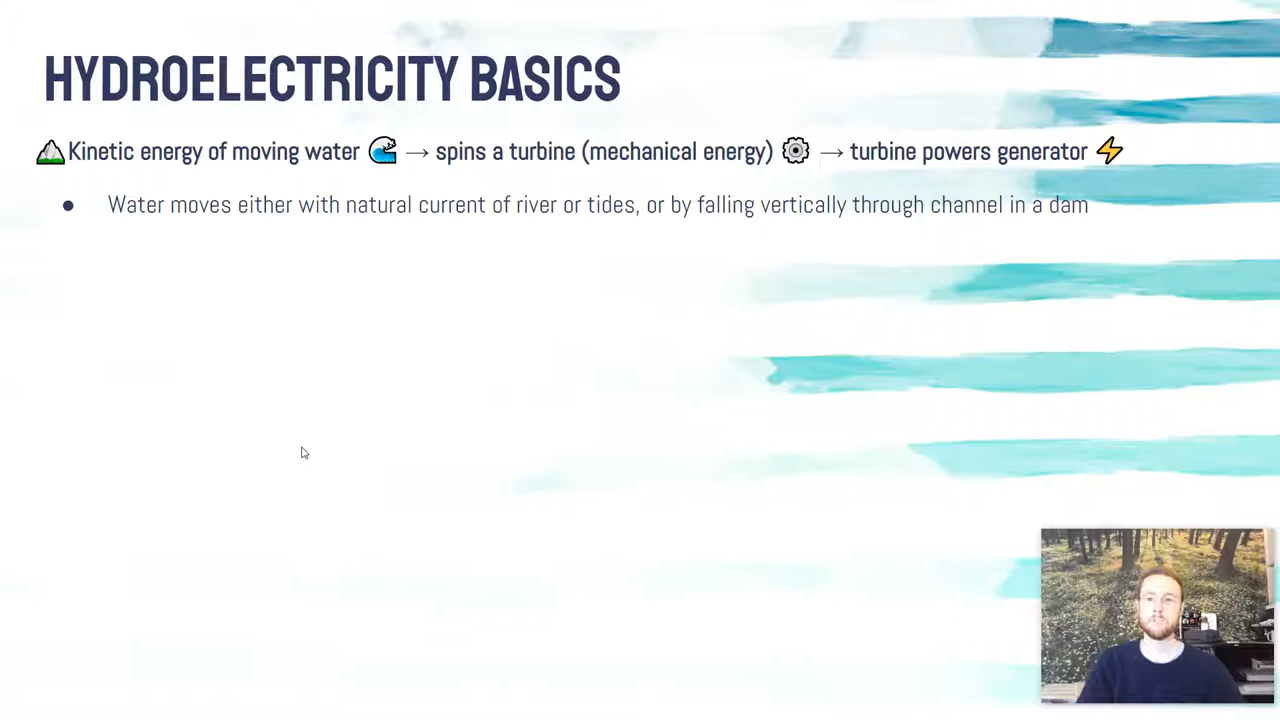 HYDROELECTRICITY BASICS
⛰️Kinetic energy of moving water 🌊 → spins a turbine (mechanical energy) ⚙️ → turbine powers generator ⚡
● Water moves either with natural current of river or tides, or by falling vertically through channel in a dam